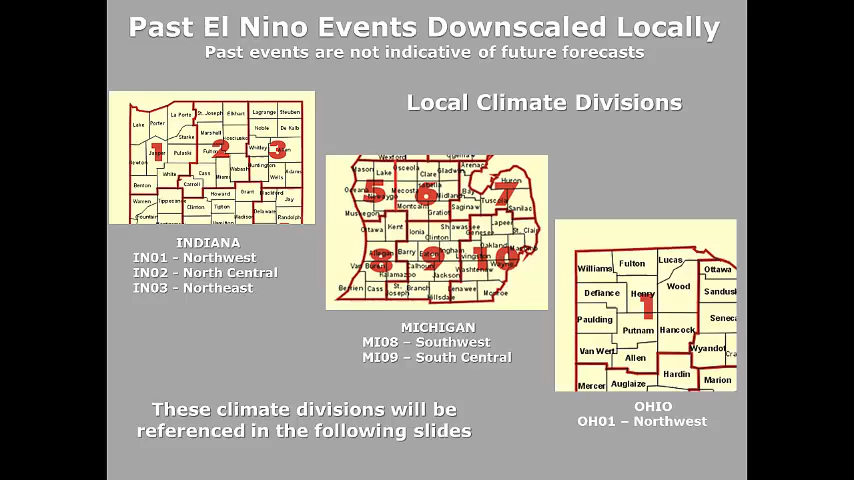 Past El Nino Events Downscaled Locally
Past events are not indicative of future forecasts
Local Climate Divisions
La Porte
St. Joseph
Elkhart
Lagrange
Steuben
Lake
Porter
Noble
De Kalb
Starke
Marshall
Kosciusko
1
2
3
Jasper
Pulaski
Fulton
Whitley
Allen
Newton
White
Cass
Miami
Wabash
Huntington
Wells
Adams
Benton
Carroll
Howard
Grant
Blackford
Jay
Warren
Tippecanoe
Clinton
Tipton
Hamilton
Madison
Delaware
Randolph
Fountain
INDIANA
IN01 - Northwest
IN02 - North Central
IN03 - Northeast
Wexford
Mason
Lake
Osceola
Clare
Gladwin
Arenac
Huron
5
6
7
Oceana
Newaygo
Mecosta
Isabella
Midland
Bay
Tuscola
Sanilac
Muskegon
Montcalm
Gratiot
Saginaw
Lapeer
St. Clair
Ottawa
Kent
Ionia
Clinton
Shiawassee
Genesee
Oakland
Macomb
8
9
10
Allegan
Barry
Eaton
Ingham
Livingston
Van Buren
Kalamazoo
Calhoun
Jackson
Washtenaw
Wayne
Berrien
Cass
St. Joseph
Branch
Hillsdale
Lenawee
Monroe
MICHIGAN
MI08 – Southwest
MI09 – South Central
Williams
Fulton
Lucas
Ottawa
Wood
Defiance
Henry
Sandusk
1
Paulding
Putnam
Hancock
Seneca
Van Wert
Allen
Wyandot
Cra
Hardin
Marion
Mercer
Auglaize
OHIO
OH01 – Northwest
These climate divisions will be
referenced in the following slides